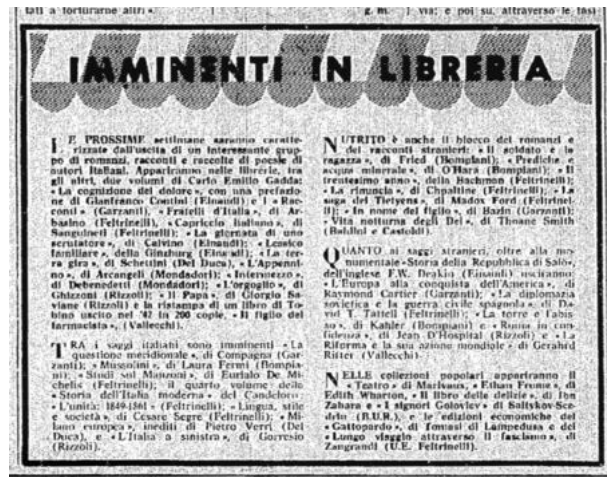 tati a torturarne altri».
g. m.
via; e poi su, attraverso le fasi
IMMINENTI IN LIBRERIA
LE PROSSIME settimane saranno caratte-
rizzate dall'uscita di un interessante grup-
po di romanzi, racconti e raccolte di poesie di
autori italiani. Appariranno nelle librerie, tra
gli altri, due volumi di Carlo Emilio Gadda:
«La cognizione del dolore», con una prefazio-
ne di Gianfranco Contini (Einaudi) e i «Rac-
conti» (Garzanti), «Fratelli d'Italia», di Ar-
basino (Feltrinelli), «Capriccio italiano», di
Sanguineti (Feltrinelli); «La giornata di uno
scrutatore», di Calvino (Einaudi); «Lessico
familiare», della Ginzburg (Einaudi); «La ter-
ra gira», di Schettini (Del Duca), «L'Appenni-
no», di Arcangeli (Mondadori); «Intermezzo»,
di Debenedetti (Mondadori); «L'orgoglio», di
Ghizzoni (Rizzoli); «Il Papa», di Giorgio Sa-
viane (Rizzoli) e la ristampa di un libro di To-
bino uscito nel '42 in 200 copie, «Il figlio del
farmacista», (Vallecchi).
TRA i saggi italiani sono imminenti «La
questione meridionale», di Compagna (Gar-
zanti); «Mussolini», di Laura Fermi (Bompia-
ni); «Studi sul Manzoni», di Eurialo De Mi-
chelis (Feltrinelli); il quarto volume della
«Storia dell'Italia moderna» del Candeloro:
«L'unità: 1849-1861» (Feltrinelli); «Lingua, stile
e società», di Cesare Segre (Feltrinelli); «Mi-
lano europea», inediti di Pietro Verri (Del
Duca), e «L'Italia a sinistra», di Gorresio
(Rizzoli).
NUTRITO è anche il blocco dei romanzi e
dei racconti stranieri: «Il soldato e la
ragazza», di Fried (Bompiani); «Prediche e
acqua minerale», di O'Hara (Bompiani); «Il
trentesimo anno», della Bachmon (Feltrinelli);
«La rinuncia», di Chpaltine (Feltrinelli); «La
saga dei Tietjens», di Madox Ford (Feltrinel-
li); «In nome del figlio», di Bazin (Garzanti);
«Vita notturna degli Dei», di Thoane Smith
(Baldini e Castoldi).
QUANTO ai saggi stranieri, oltre alla mo-
numentale «Storia della Repubblica di Salò»,
dell'inglese F.W. Deakin (Einaudi) usciranno:
«L'Europa alla conquista dell'America», di
Raymond Cartier (Garzanti); «La diplomazia
sovietica e la guerra civile spagnola», di Da-
vid T. Tattell (Feltrinelli); «La torre e l'abis-
so», di Kahler (Bompiani) e «Roma in con-
fidenza», di Jean D'Hospital (Rizzoli) e «La
Riforma e la sua azione mondiale» di Gerahrd
Ritter (Vallecchi).
NELLE collezioni popolari appariranno il
«Teatro» di Marivaux, «Ethan Frome», di
Edith Wharton, «Il libro delle delizie», di Ibn
Zabara e «I signori Golovlev» di Saltykov-Sce-
drin (B.U.R.), e le edizioni economiche del
«Gattopardo», di Tomasi di Lampedusa e del
«Lungo viaggio attraverso il fascismo», di
Zangrandi (U.E. Feltrinelli).